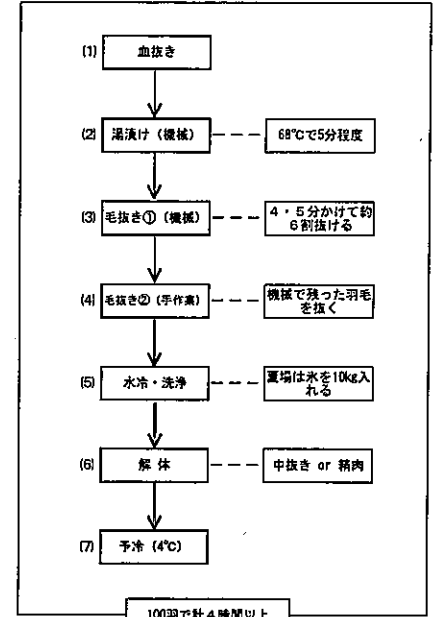 (1) 血抜き
(2) 湯漬け（機械） 68℃で5分程度
(3) 毛抜き①（機械） 4・5分かけて約
6割抜ける
(4) 毛抜き②（手作業） 機械で残った羽毛
を抜く
(5) 水冷・洗浄 夏場は氷を10kg入
れる
(6) 解 体 中抜き or 精肉
(7) 予冷（4℃）
100羽で計4時間以上